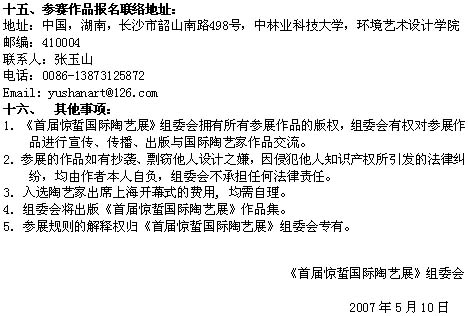 十五、参赛作品报名联络地址：
地址：中国，湖南，长沙市韶山南路498号，中林业科技大学，环境艺术设计学院
邮编：410004
联系人：张玉山
电话：0086-13873125872
Email: yushanart@126.com
十六、　其他事项：
1. 《首届惊蜇国际陶艺展》组委会拥有所有参展作品的版权，组委会有权对参展作
品进行宣传、传播、出版与国际陶艺家作品交流。
2. 参展的作品如有抄袭、剽窃他人设计之嫌，因侵犯他人知识产权所引发的法律纠
纷，均由作者本人自负，组委会不承担任何法律责任。
3. 入选陶艺家出席上海开幕式的费用, 均需自理。
4. 组委会将出版《首届惊蜇国际陶艺展》作品集。
5. 参展规则的解释权归《首届惊蜇国际陶艺展》组委会专有。
《首届惊蜇国际陶艺展》组委会
2007 年 5 月 10 日